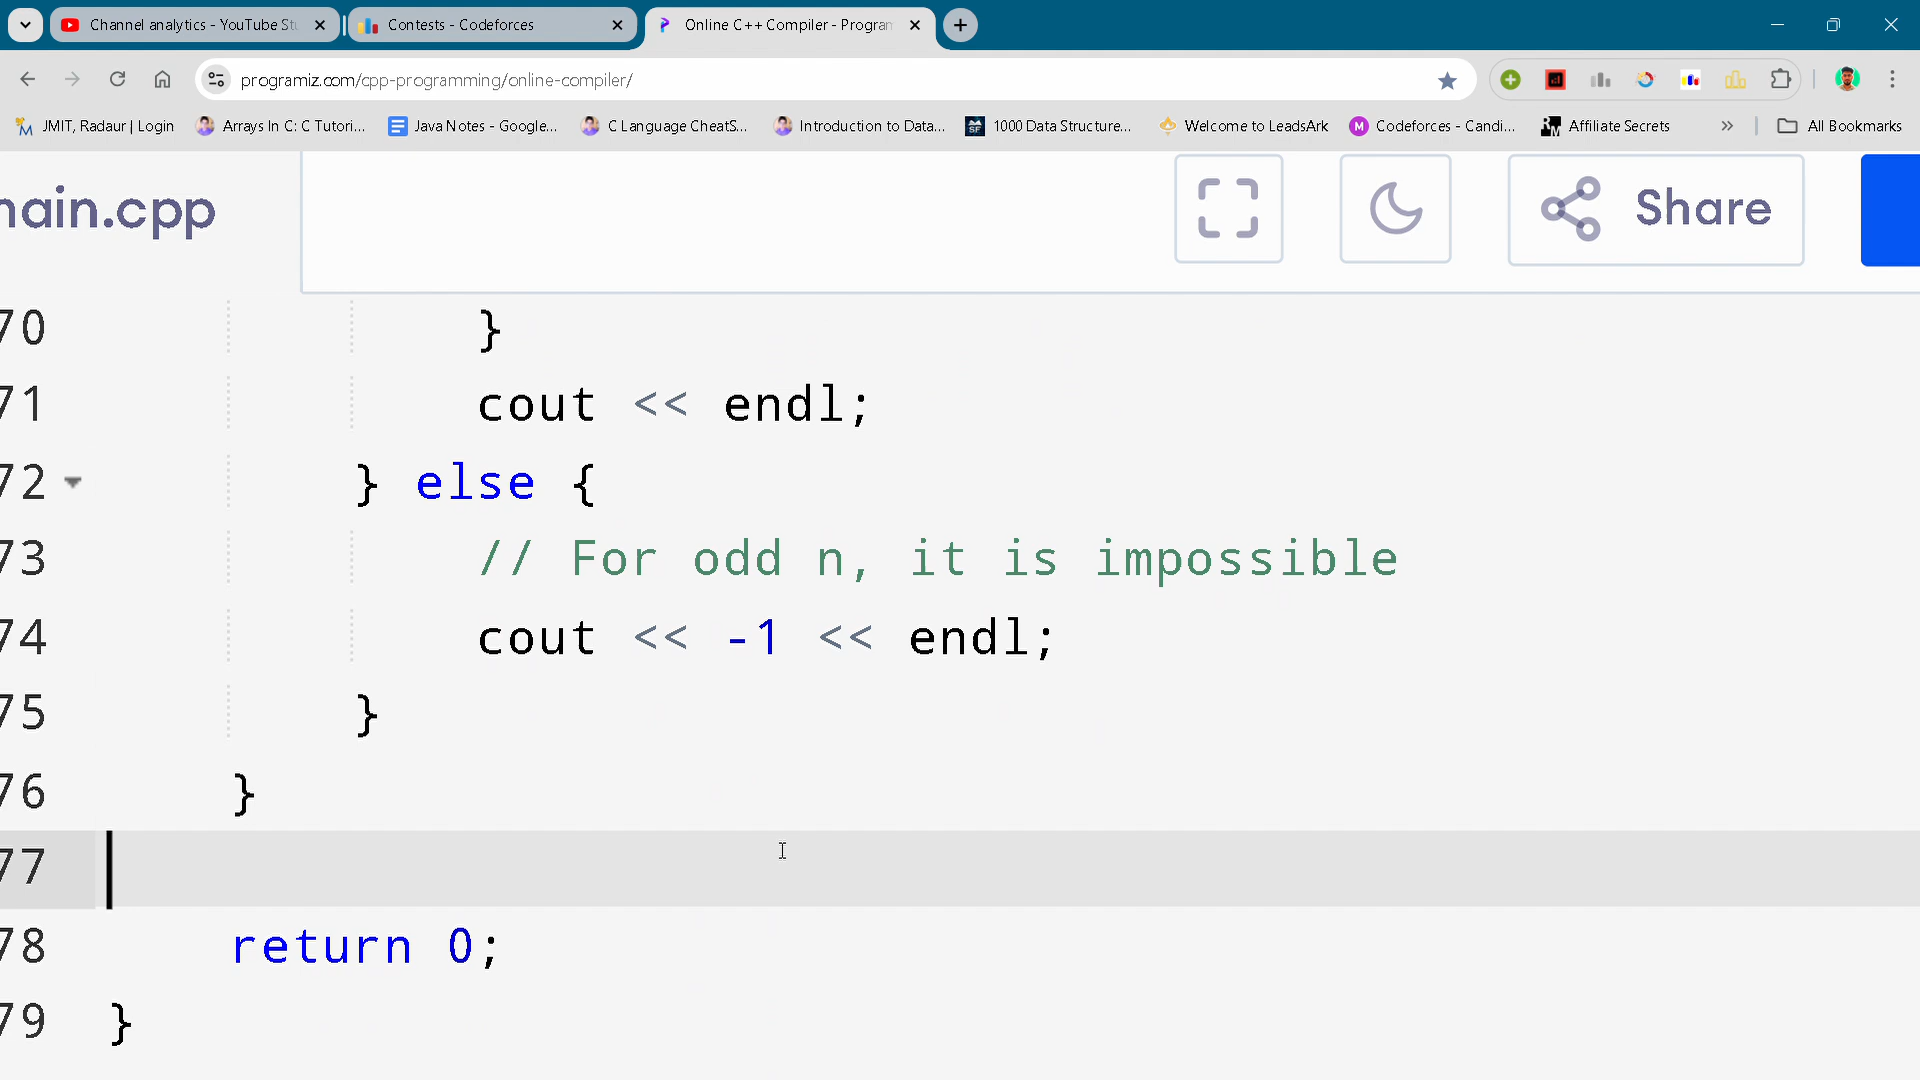 Channel analytics - YouTube St
Contests - Codeforces
Online C++ Compiler - Program
programiz.com/cpp-programming/online-compiler/
JMIT, Radaur | Login
Arrays In C: C Tutori...
Java Notes - Google...
C Language CheatS...
Introduction to Data...
1000 Data Structure...
Welcome to LeadsArk
Codeforces - Candi...
Affiliate Secrets
All Bookmarks
nain.cpp
Share
70 }
71 cout << endl;
72 } else {
73 // For odd n, it is impossible
74 cout << -1 << endl;
75 }
76 }
77
78 return 0;
79 }